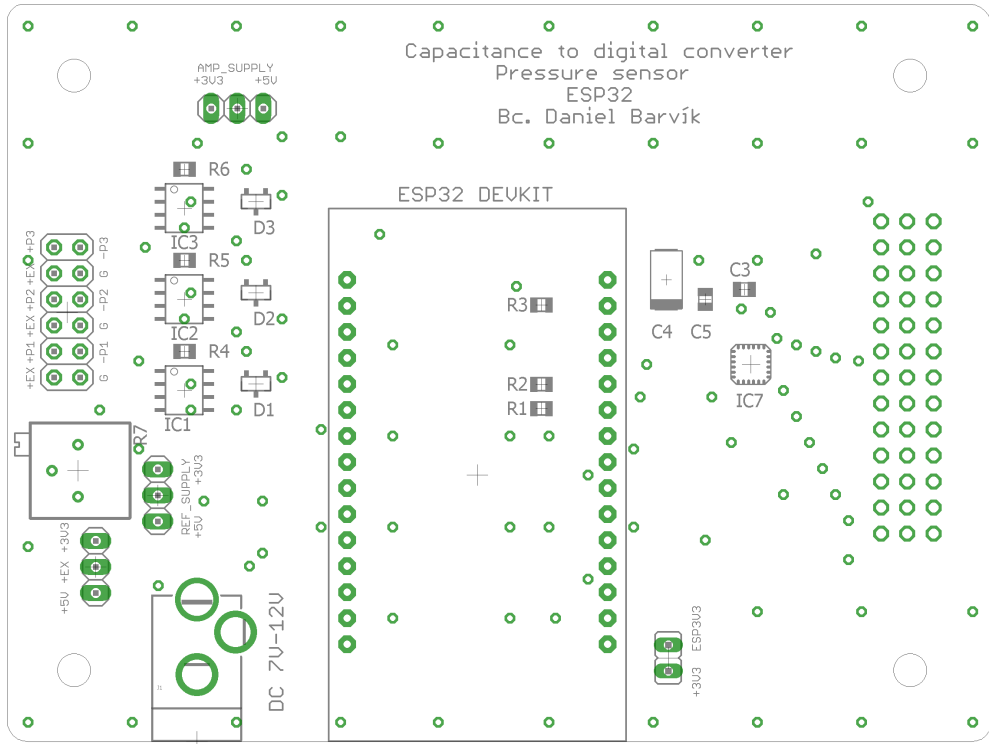 Capacitance to digital converter
Pressure sensor
ESP32
Bc. Daniel Barvík
AMP_SUPPLY
+3V3 +5V
R6
IC3
D3
R5
IC2
D2
R4
IC1
D1
+EX +P1 +EX +P2 +EX +P3
G -P1 G -P2 G -P3
R7
REF_SUPPLY
+5V +3V3
+5V +EX +3V3
J1
DC 7V-12V
ESP32 DEVKIT
R3
R2
R1
C4
C5
C3
IC7
ESP3V3
+3V3